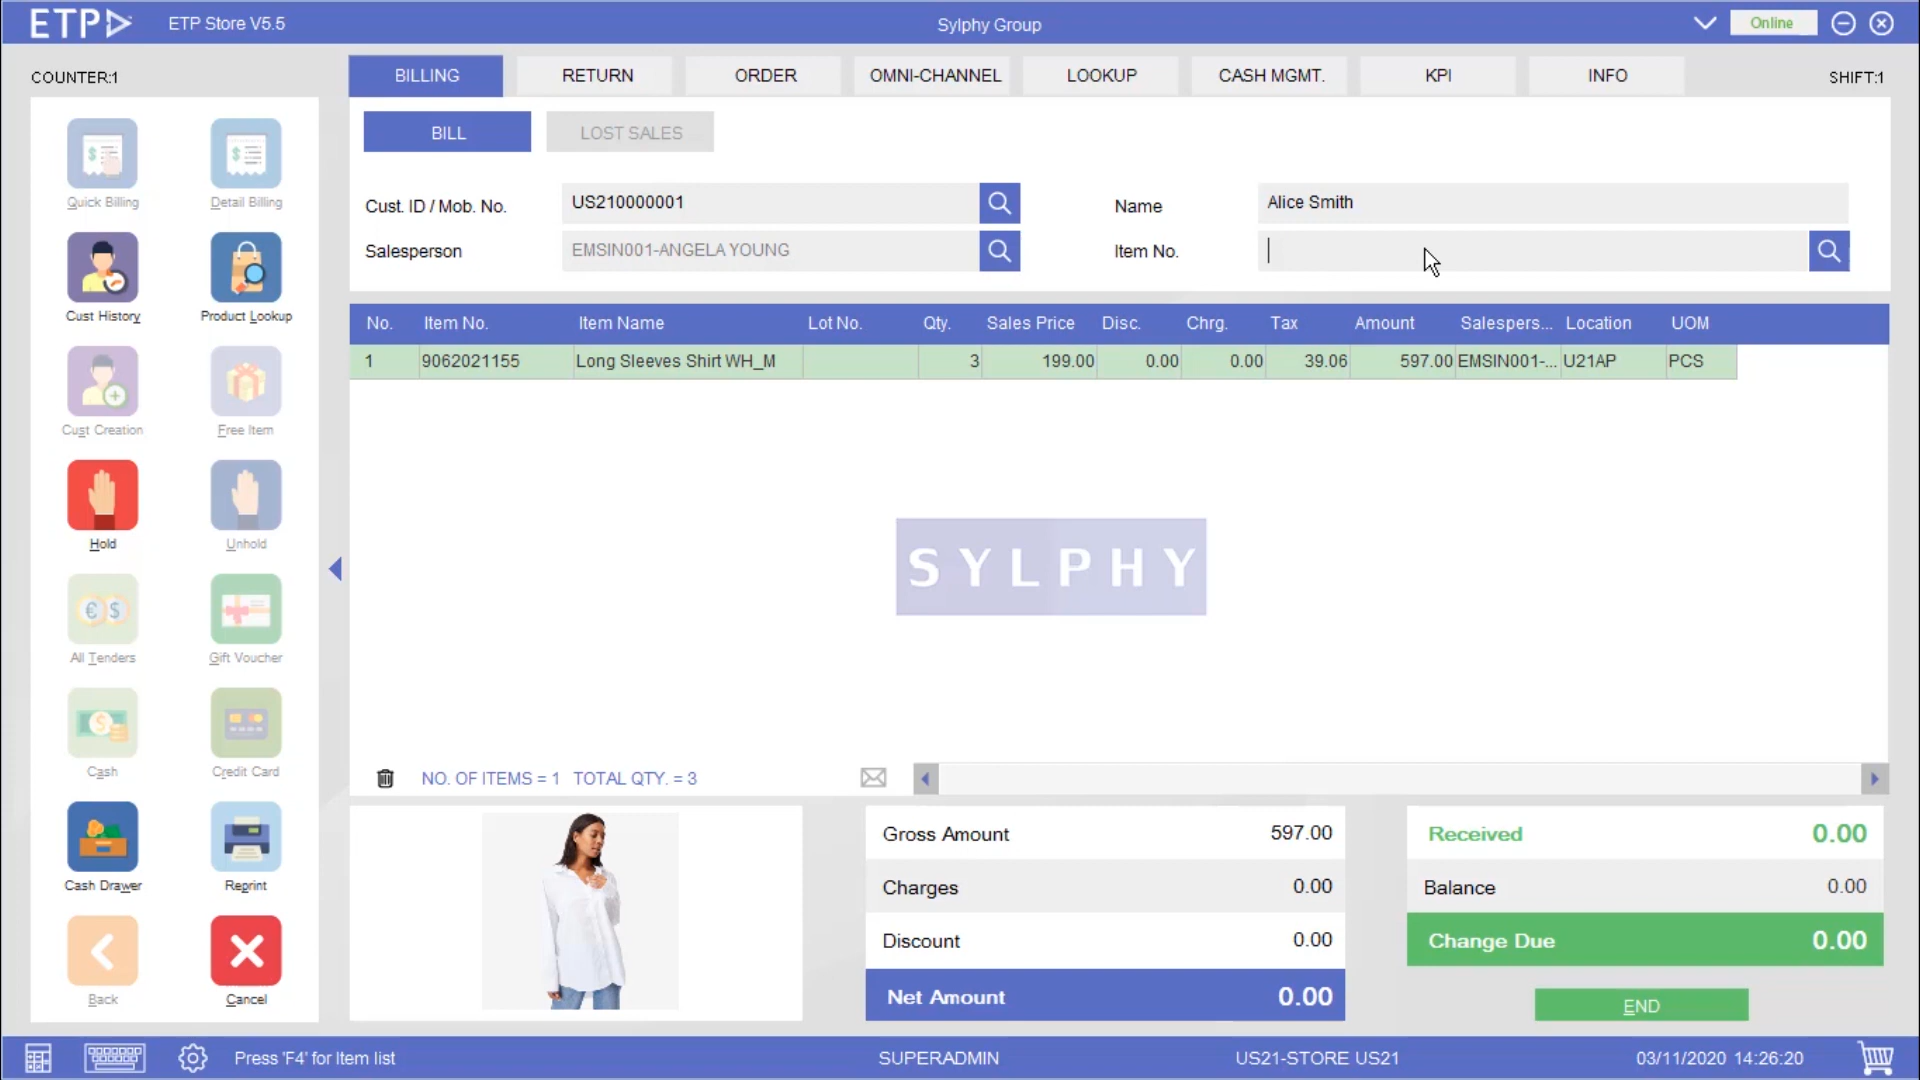 ETP ETP Store V5.5 Sylphy Group Online
COUNTER:1 BILLING RETURN ORDER OMNI-CHANNEL LOOKUP CASH MGMT. KPI INFO SHIFT:1
BILL LOST SALES
Quick Billing Detail Billing
Cust. ID / Mob. No. US210000001 Name Alice Smith
Salesperson EMSIN001-ANGELA YOUNG Item No.
Cust History Product Lookup
No. Item No. Item Name Lot No. Qty. Sales Price Disc. Chrg. Tax Amount Salespers... Location UOM
1 9062021155 Long Sleeves Shirt WH_M 3 199.00 0.00 0.00 39.06 597.00 EMSIN001-... U21AP PCS
Cust Creation Free Item
Hold Unhold
SYLPHY
€ $
All Tenders Gift Voucher
Cash Credit Card
NO. OF ITEMS = 1 TOTAL QTY. = 3
Cash Drawer Reprint
Back Cancel
Gross Amount 597.00
Charges 0.00
Discount 0.00
Net Amount 0.00
Received 0.00
Balance 0.00
Change Due 0.00
END
Press 'F4' for Item list SUPERADMIN US21-STORE US21 03/11/2020 14:26:20